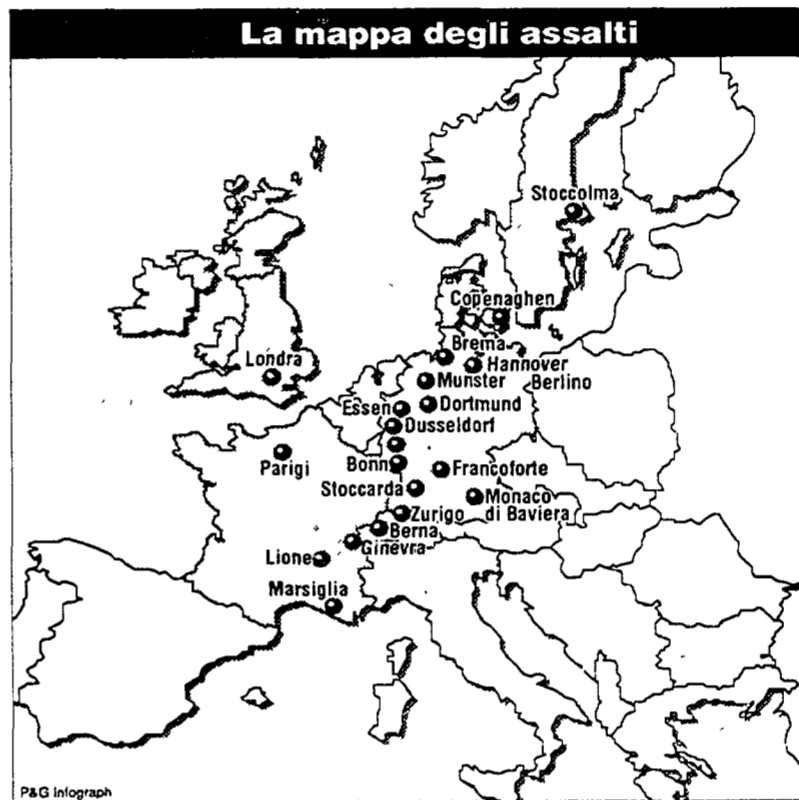 La mappa degli assalti
Stoccolma
Copenaghen
Brema
Londra
Hannover
Munster
Berlino
Essen
Dortmund
Dusseldorf
Parigi
Bonn
Francoforte
Stoccarda
Monaco
di Baviera
Zurigo
Berna
Ginevra
Lione
Marsiglia
P&G Infograph